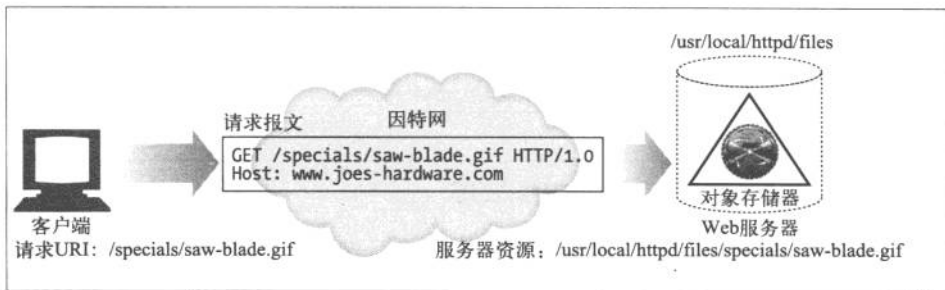 /usr/local/httpd/files
请求报文
因特网
GET /specials/saw-blade.gif HTTP/1.0
Host: www.joes-hardware.com
对象存储器
客户端
Web服务器
请求URI: /specials/saw-blade.gif
服务器资源: /usr/local/httpd/files/specials/saw-blade.gif